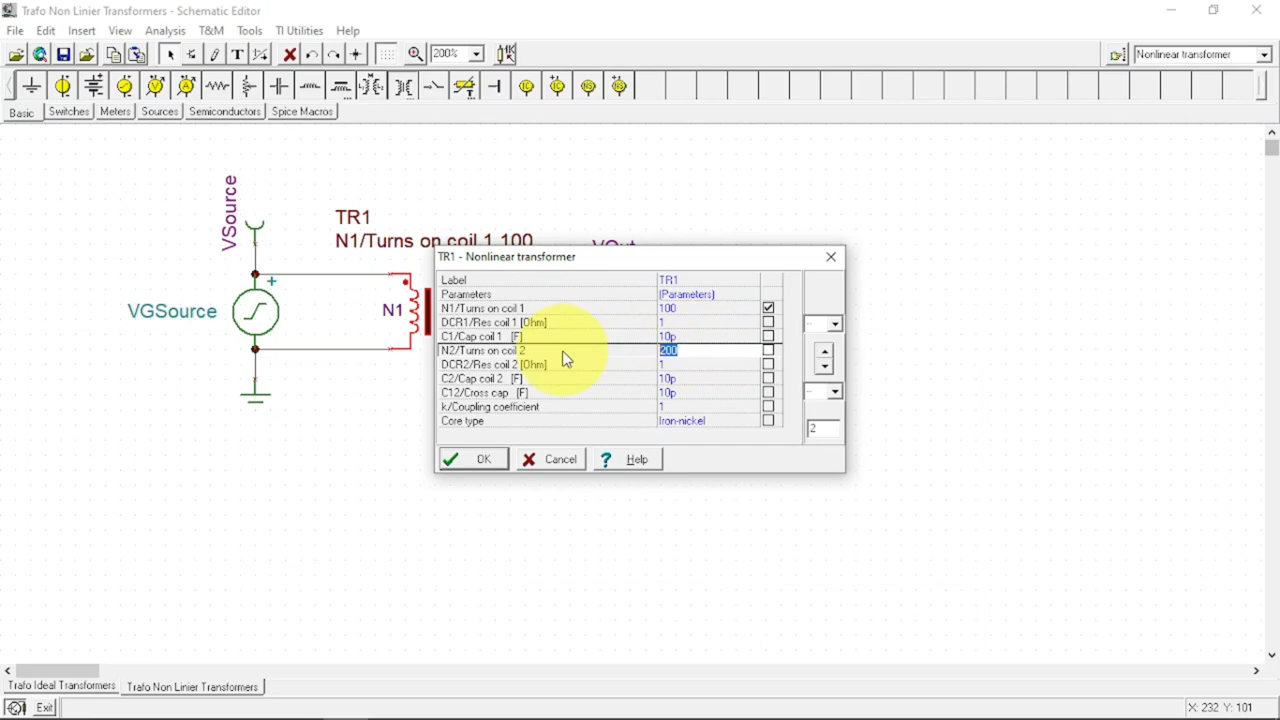 Trafo Non Linier Transformers - Schematic Editor
File Edit Insert View Analysis T&M Tools TI Utilities Help
200%
Nonlinear transformer
Basic Switches Meters Sources Semiconductors Spice Macros
VSource
TR1
N1/Turns on coil 1 100
VOut
VGSource
N1
TR1 - Nonlinear transformer
Label TR1
Parameters (Parameters)
N1/Turns on coil 1 100
DCR1/Res coil 1 [Ohm] 1
C1/Cap coil 1 [F] 10p
N2/Turns on coil 2 200
DCR2/Res coil 2 [Ohm] 1
C2/Cap coil 2 [F] 10p
C12/Cross cap [F] 10p
k/Coupling coefficient 1
Core type Iron-nickel
2
OK Cancel Help
Trafo Ideal Transformers Trafo Non Linier Transformers
Exit
X: 232 Y: 101